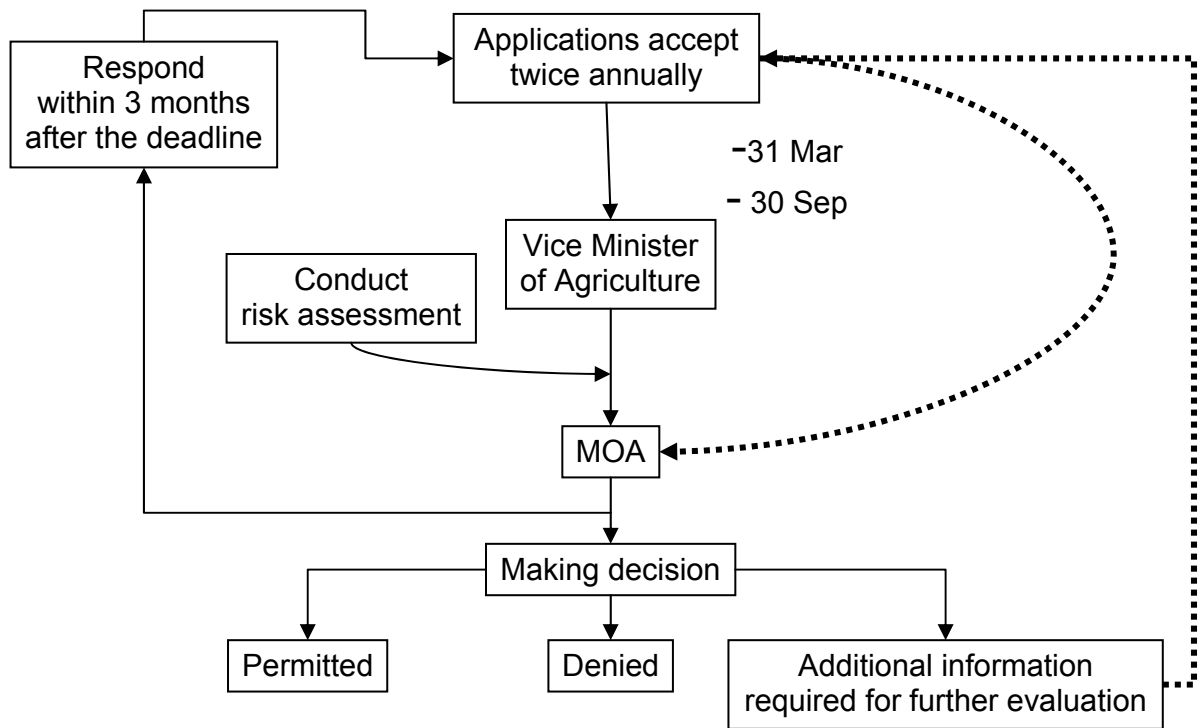 Applications accept
twice annually
Respond
within 3 months
after the deadline
-31 Mar
- 30 Sep
Vice Minister
of Agriculture
Conduct
risk assessment
MOA
Making decision
Permitted
Denied
Additional information
required for further evaluation